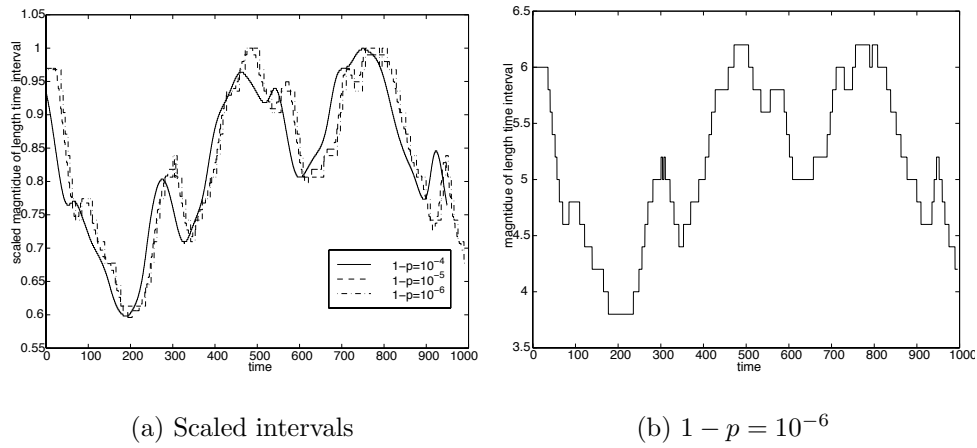 scaled magntidue of length time interval
1.05
1
0.95
0.9
0.85
0.8
0.75
0.7
0.65
0.6
0.55
0 100 200 300 400 500 600 700 800 900 1000
time
1−p=10−4
1−p=10−5
1−p=10−6
(a) Scaled intervals
magntidue of length time interval
6.5
6
5.5
5
4.5
4
3.5
0 100 200 300 400 500 600 700 800 900 1000
time
(b) 1 − p = 10−6